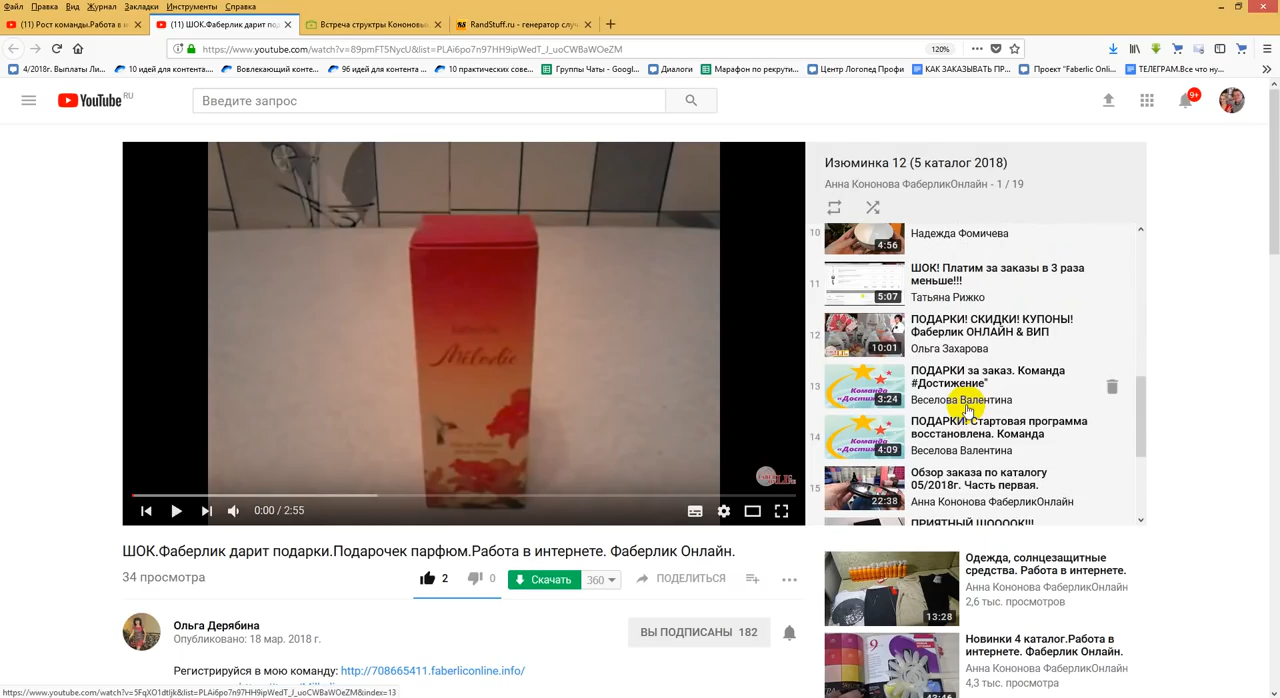 Файл Правка Вид Журнал Закладки Инструменты Справка
(11) Рост команды.Работа в и
(11) ШОК.Фаберлик дарит под
Встреча структры Кононовы
RandStuff.ru - генератор случ
https://www.youtube.com/watch?v=89pmFT5NycU&list=PLAi6po7n97HH9ipWedT_J_uoCWBaWOeZM
120%
4/2018г. Выплаты Ли...
10 идей для контента....
Вовлекающий конте...
96 идей для контента ...
10 практических сове...
Группы Чаты - Googl...
Диалоги
Марафон по рекрути...
Центр Логопед Профи
КАК ЗАКАЗЫВАТЬ ПР...
Проект "Faberlic Onli...
ТЕЛЕГРАМ.Все что ну...
YouTube RU
Введите запрос
9+
Изюминка 12 (5 каталог 2018)
Анна Кононова ФаберликОнлайн - 1 / 19
10
4:56
Надежда Фомичева
11
5:07
ШОК! Платим за заказы в 3 раза
меньше!!!
Татьяна Рижко
12
10:01
ПОДАРКИ! СКИДКИ! КУПОНЫ!
Фаберлик ОНЛАЙН & ВИП
Ольга Захарова
13
Команда
3:24
ПОДАРКИ за заказ. Команда
#Достижение"
Веселова Валентина
14
Команда
4:09
ПОДАРКИ! Стартовая программа
восстановлена. Команда
Веселова Валентина
15
22:38
Обзор заказа по каталогу
05/2018г. Часть первая.
Анна Кононова ФаберликОнлайн
ПРИЯТНЫЙ ШОООOK!!!
faberlic
Mélodie
0:00 / 2:55
ШОК.Фаберлик дарит подарки.Подарочек парфюм.Работа в интернете. Фаберлик Онлайн.
34 просмотра
2
0
Скачать
360
ПОДЕЛИТЬСЯ
Ольга Дерябина
Опубликовано: 18 мар. 2018 г.
ВЫ ПОДПИСАНЫ 182
Регистрируйся в мою команду: http://708665411.faberliconline.info/
13:28
Одежда, солнцезащитные
средства. Работа в интернете.
Анна Кононова ФаберликОнлайн
2,6 тыс. просмотров
Новинки 4 каталог.Работа в
интернете. Фаберлик Онлайн.
Анна Кононова ФаберликОнлайн
4,3 тыс. просмотра
https://www.youtube.com/watch?v=5FqXO1dtIjk&list=PLAi6po7n97HH9ipWedT_J_uoCWBaWOeZM&index=13